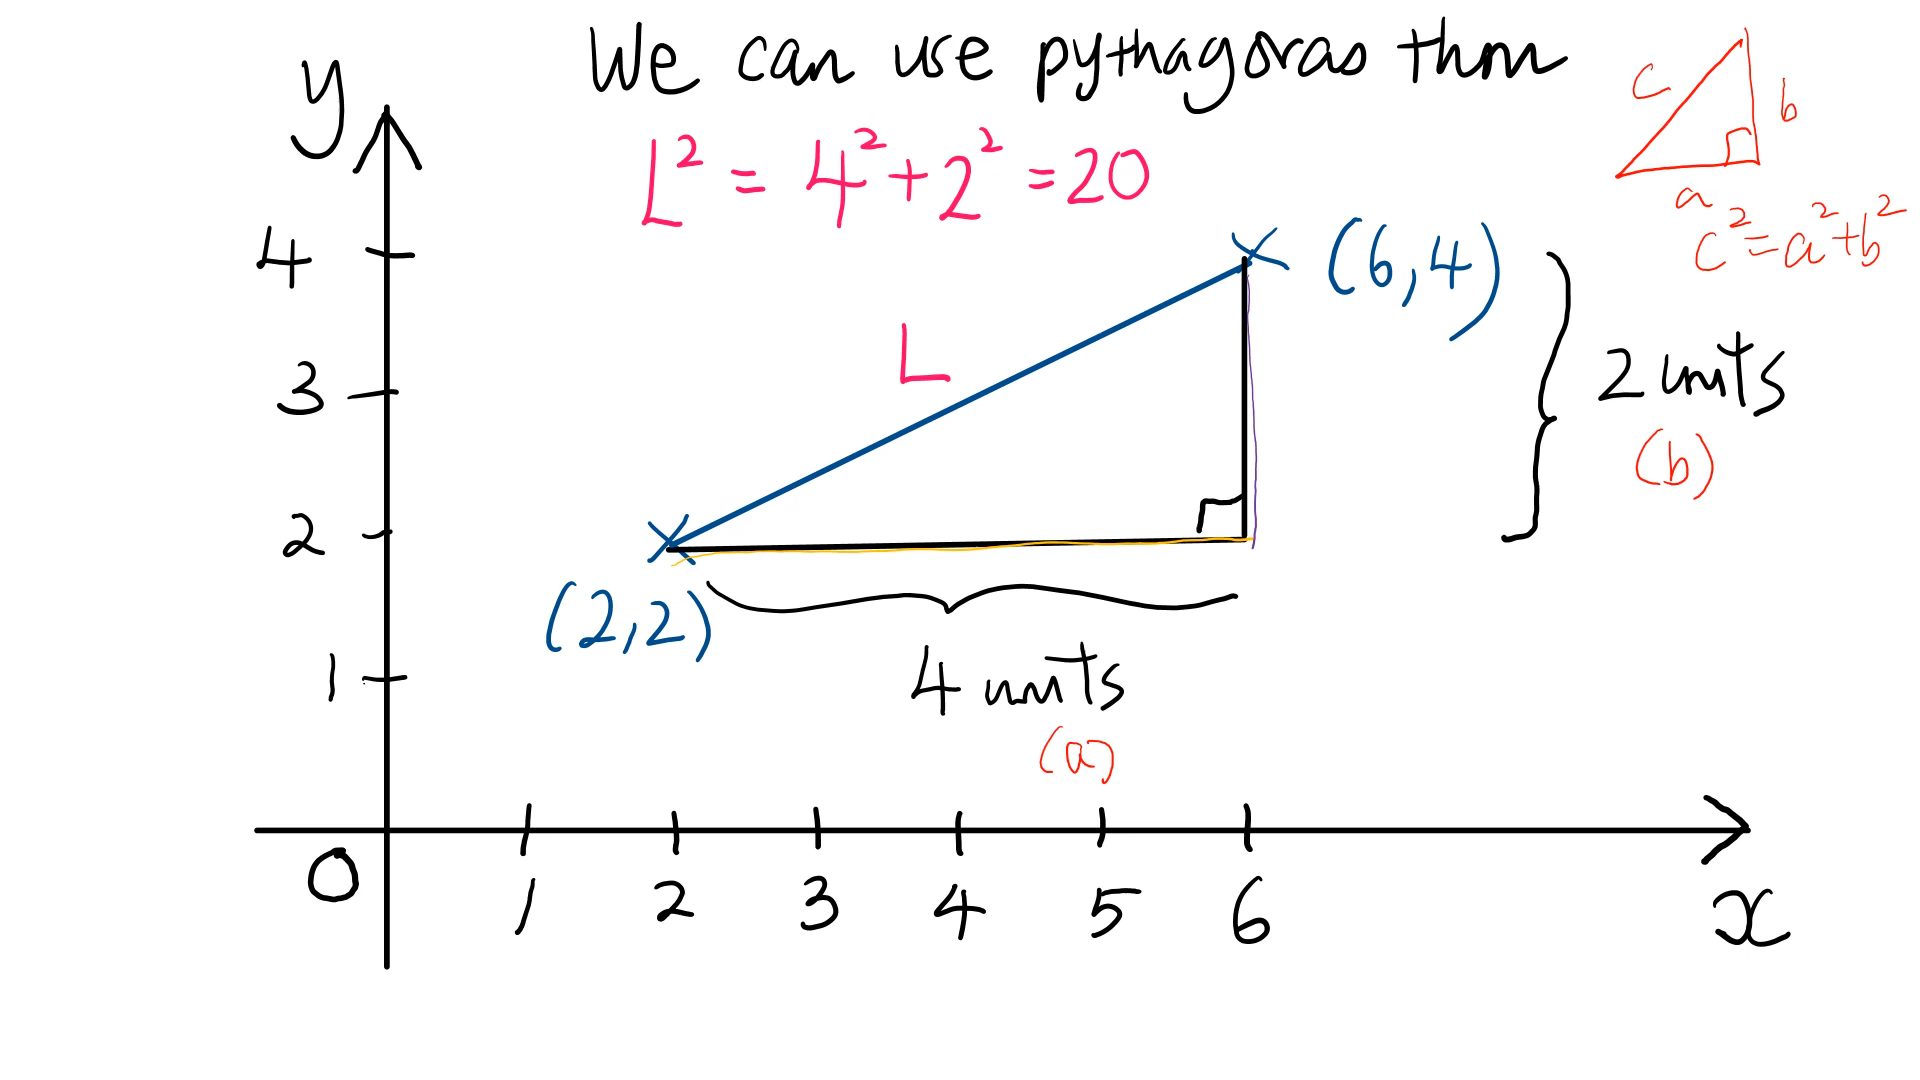 We can use pythagoras thm
L² = 4² + 2² = 20
c
b
a
c² = a² + b²
y
4
3
2
1
0
(6,4)
L
2 units
(b)
(2,2)
4 units
(a)
1 2 3 4 5 6
x